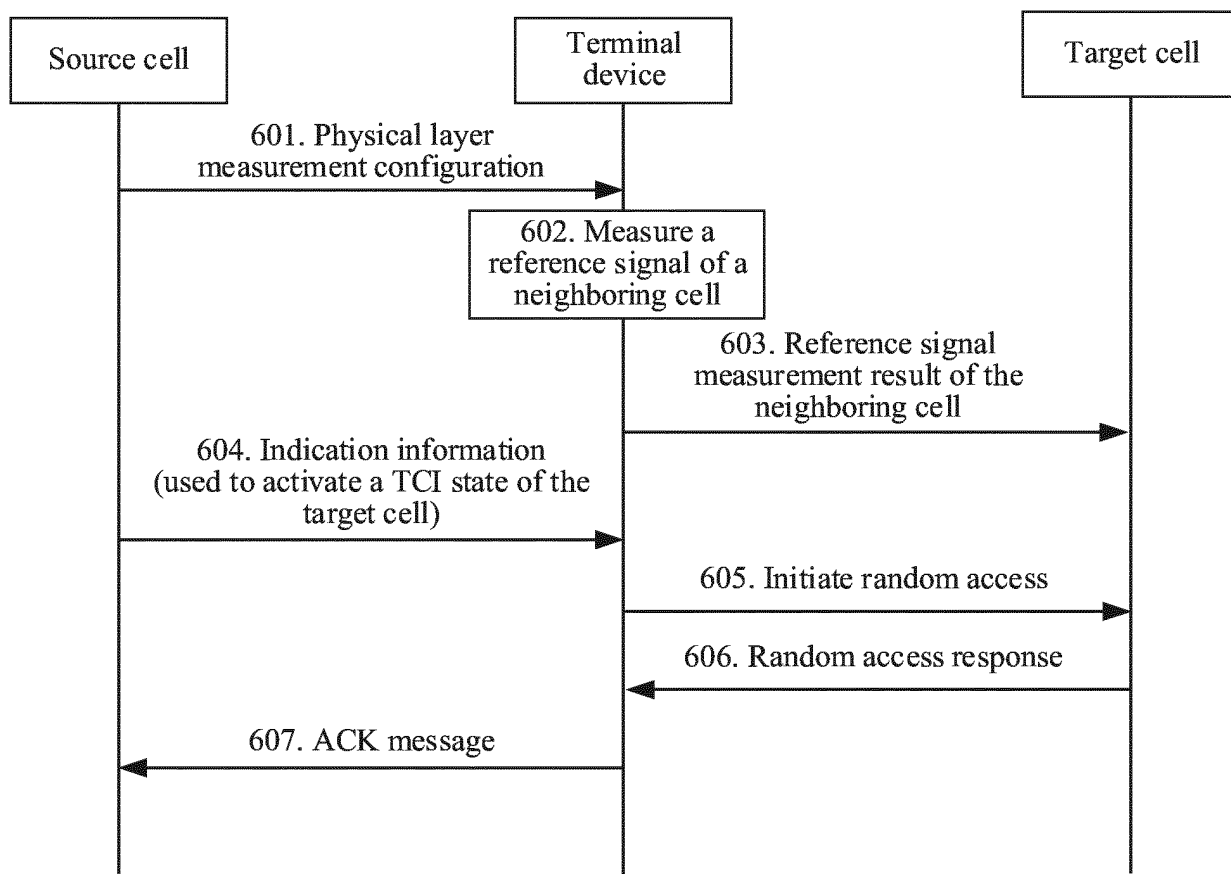 Source cell
Terminal
device
Target cell
601. Physical layer
measurement configuration
602. Measure a
reference signal of a
neighboring cell
603. Reference signal
measurement result of the
neighboring cell
604. Indication information
(used to activate a TCI state of the
target cell)
605. Initiate random access
606. Random access response
607. ACK message